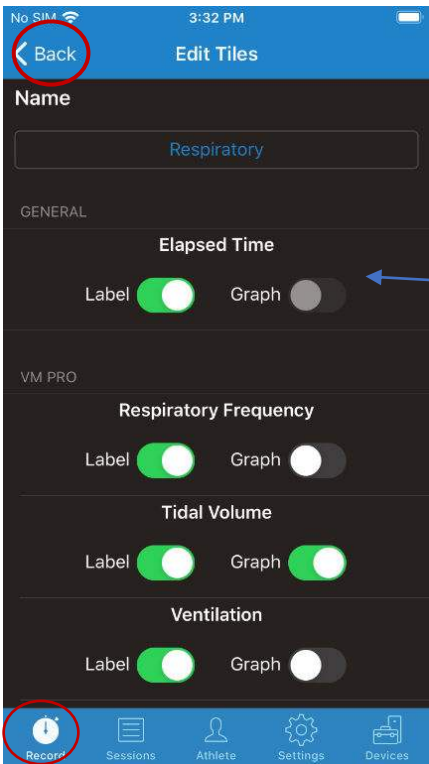 No SIM 3:32 PM
Back Edit Tiles
Name
Respiratory
GENERAL
Elapsed Time
Label Graph
VM PRO
Respiratory Frequency
Label Graph
Tidal Volume
Label Graph
Ventilation
Label Graph
Record Sessions Athlete Settings Devices